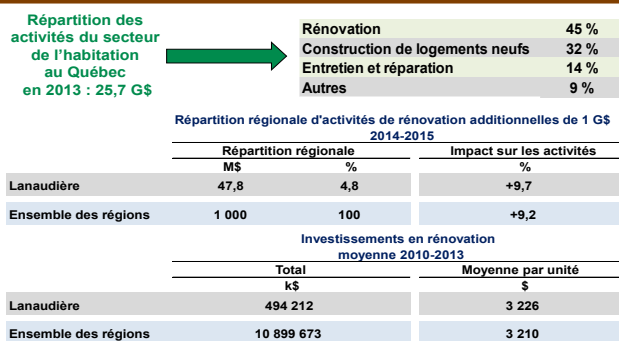 Répartition des
activités du secteur
de l'habitation
au Québec
en 2013 : 25,7 G$
Rénovation 45 %
Construction de logements neufs 32 %
Entretien et réparation 14 %
Autres 9 %
Répartition régionale d'activités de rénovation additionnelles de 1 G$
2014-2015
Répartition régionale Impact sur les activités
M$ % %
Lanaudière 47,8 4,8 +9,7
Ensemble des régions 1 000 100 +9,2
Investissements en rénovation
moyenne 2010-2013
Total Moyenne par unité
k$ $
Lanaudière 494 212 3 226
Ensemble des régions 10 899 673 3 210